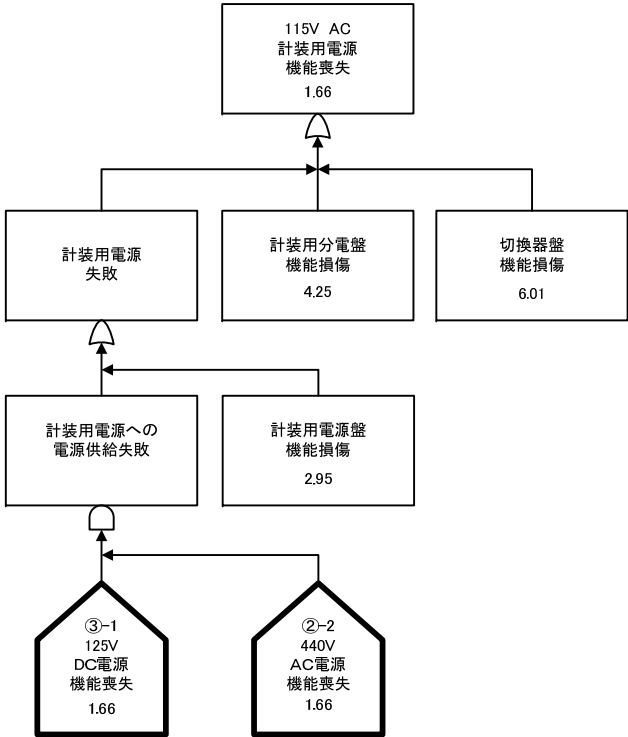 115V AC
計装用電源
機能喪失
1.66
計装用電源
失敗
計装用分電盤
機能損傷
4.25
切換器盤
機能損傷
6.01
計装用電源への
電源供給失敗
計装用電源盤
機能損傷
2.95
③-1
125V
DC電源
機能喪失
1.66
②-2
440V
AC電源
機能喪失
1.66